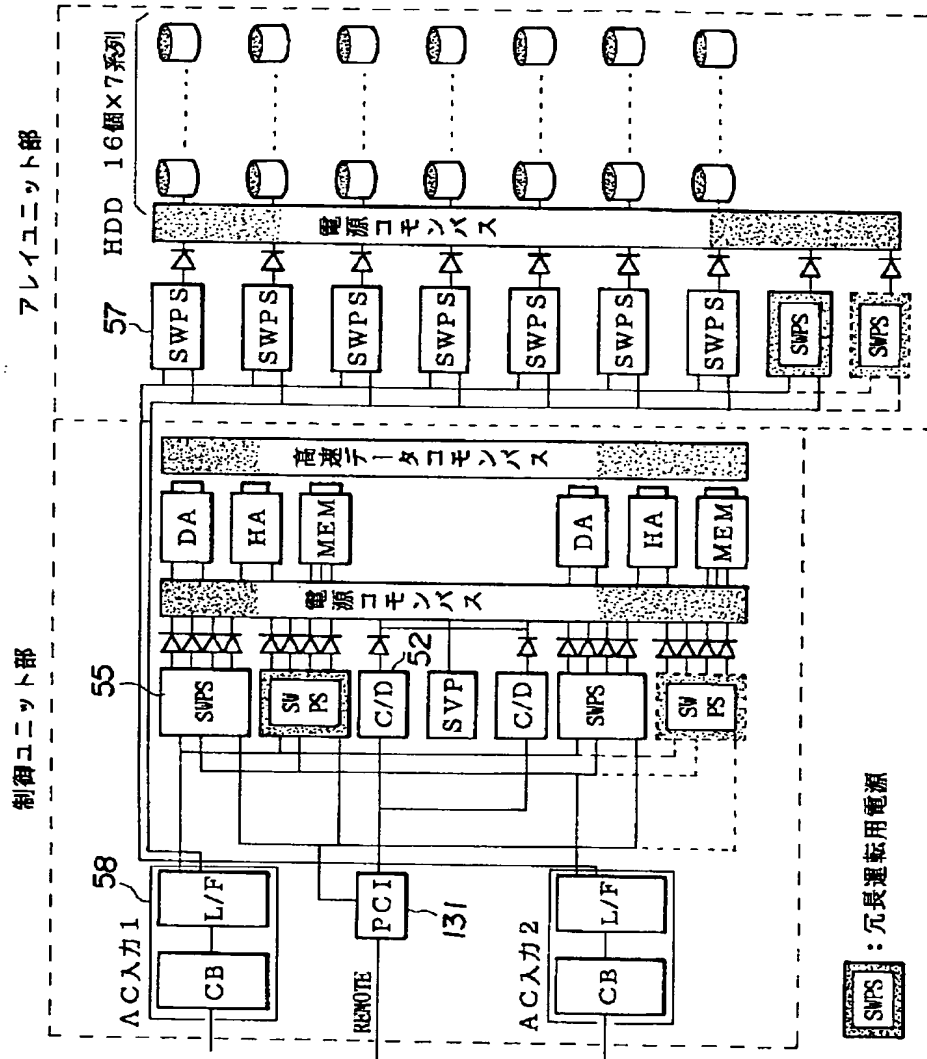 制御ユニット部
アレイユニット部
HDD 16個×7系列
AC入力1
58
CB
L/F
REMOTE
PCI
131
AC入力2
CB
L/F
55
SWPS
SW
PS
C/D
52
SVP
C/D
SWPS
SW
PS
電源コモンバス
DA
HA
MEM
DA
HA
MEM
高速データコモンバス
57
SWPS
SWPS
SWPS
SWPS
SWPS
SWPS
SWPS
SWPS
SWPS
電源コモンバス
SWPS
:冗長運転用電源